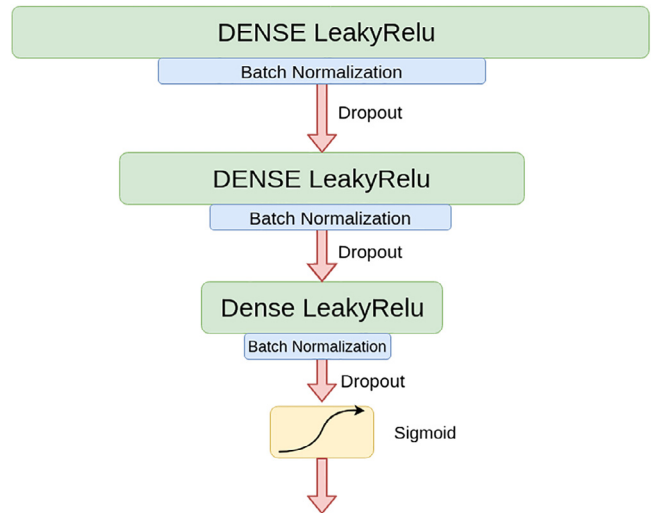 DENSE LeakyRelu
Batch Normalization
Dropout
DENSE LeakyRelu
Batch Normalization
Dropout
Dense LeakyRelu
Batch Normalization
Dropout
Sigmoid